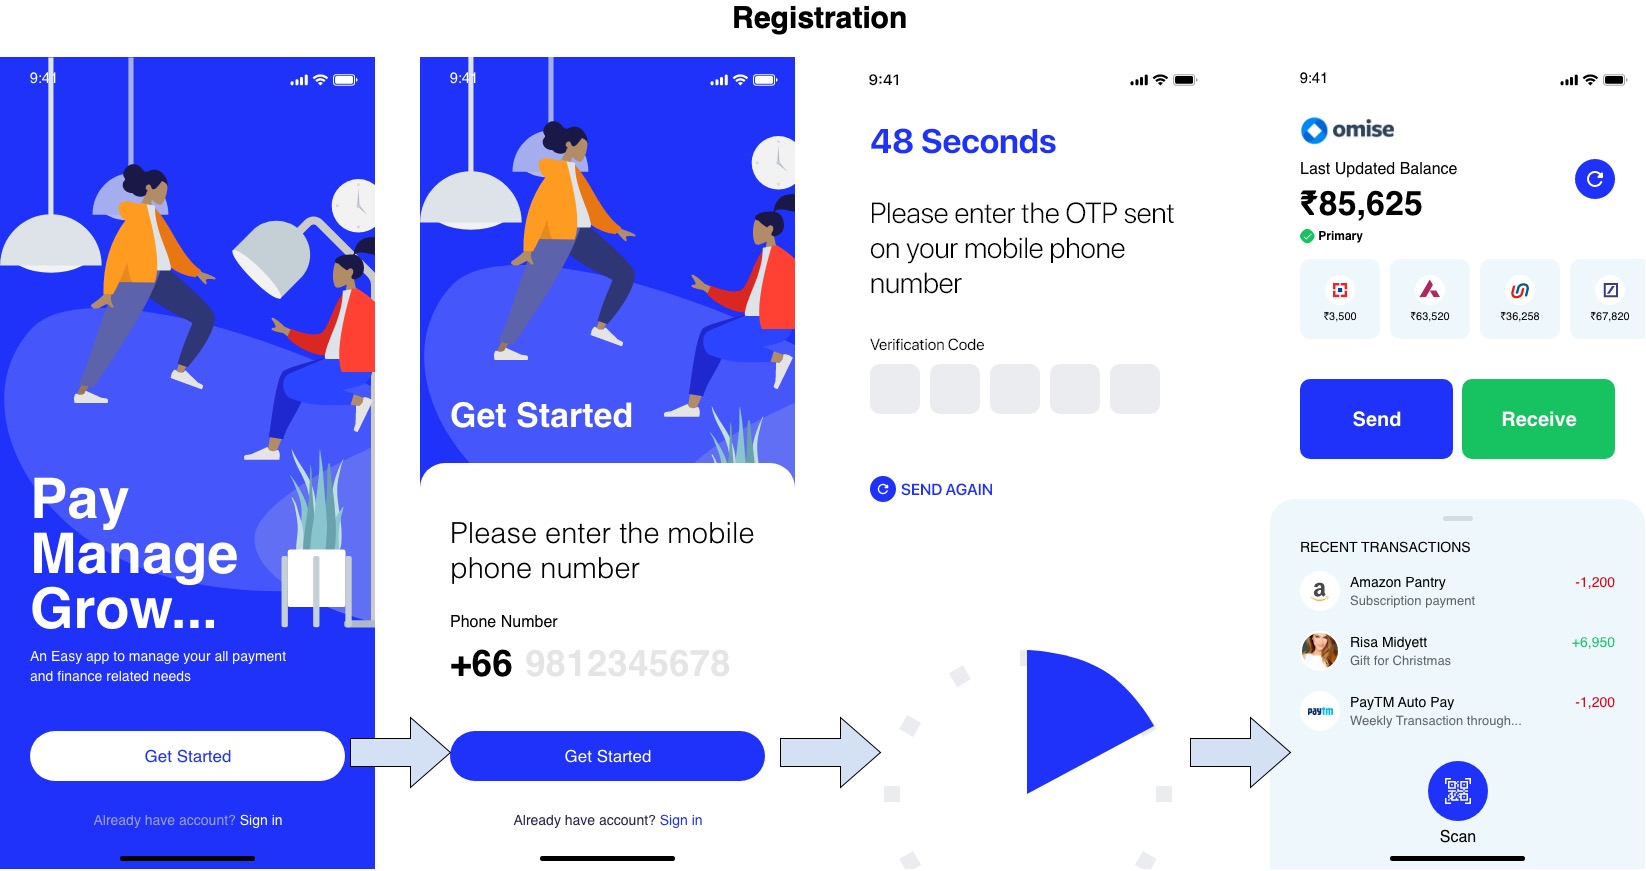 Registration
9:41
Pay
Manage
Grow...
An Easy app to manage your all payment
and finance related needs
Get Started
Already have account? Sign in
9:41
Get Started
Please enter the mobile
phone number
Phone Number
+66 9812345678
Get Started
Already have account? Sign in
9:41
48 Seconds
Please enter the OTP sent
on your mobile phone
number
Verification Code
SEND AGAIN
9:41
omise
Last Updated Balance
₹85,625
Primary
₹3,500
₹63,520
₹36,258
₹67,820
Send
Receive
RECENT TRANSACTIONS
Amazon Pantry
-1,200
Subscription payment
Risa Midyett
+6,950
Gift for Christmas
paytm
PayTM Auto Pay
-1,200
Weekly Transaction through...
Scan